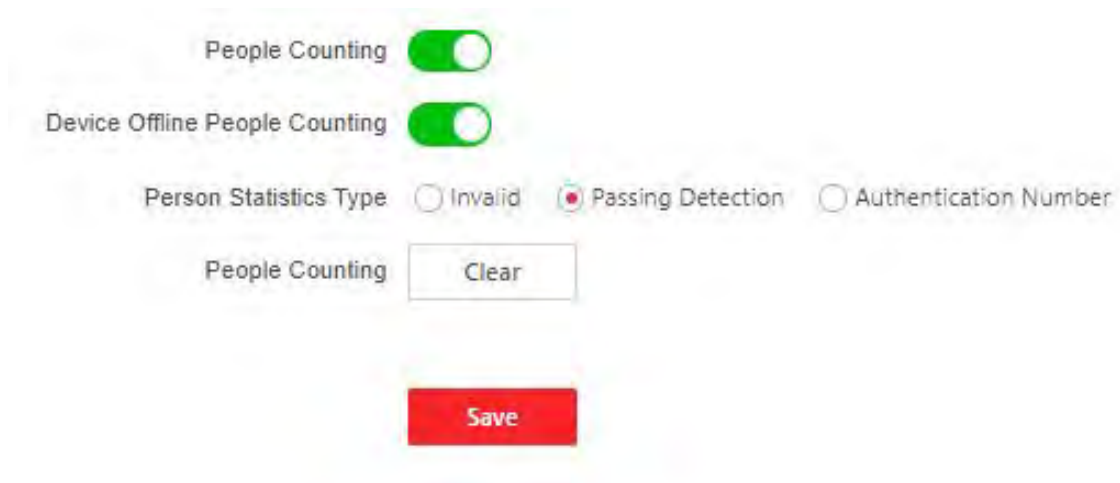 People Counting
Device Offline People Counting
Person Statistics Type Invalid Passing Detection Authentication Number
People Counting Clear
Save